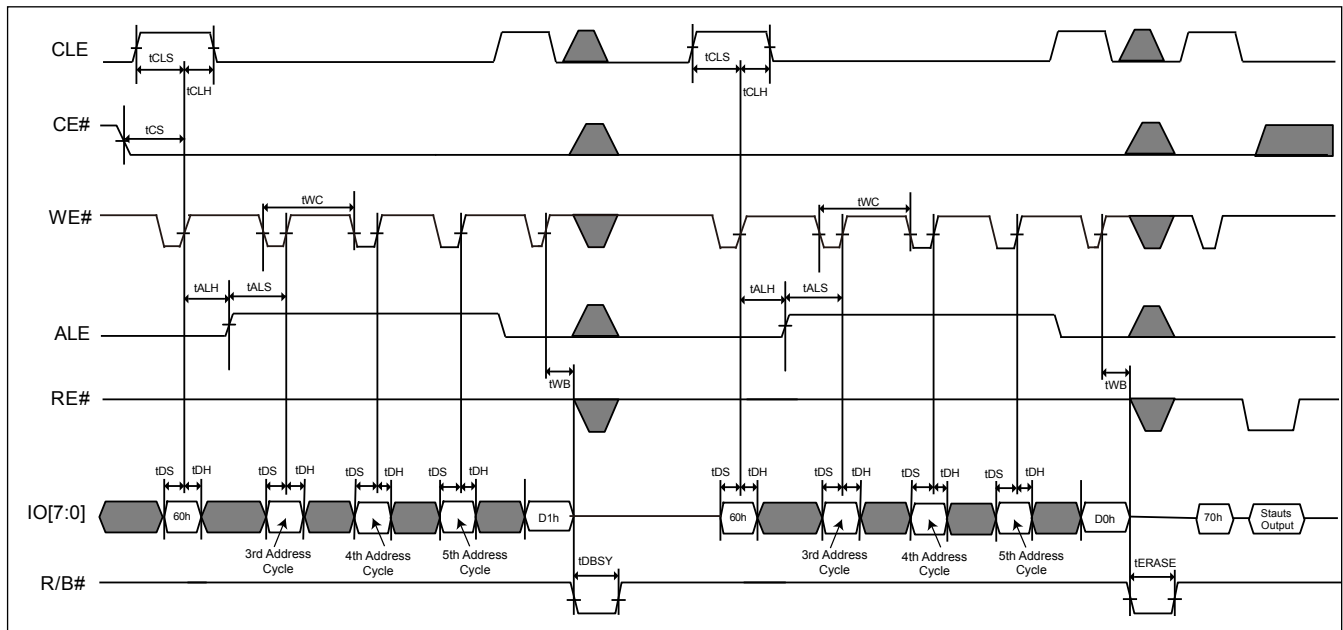 CLE
tCLS
tCLH
tCLS
tCLH
CE#
tCS
WE#
tWC
tWC
tALH
tALS
tALH
tALS
ALE
tWB
tWB
RE#
tDS
tDH
tDS
tDH
tDS
tDH
tDS
tDH
tDS
tDH
tDS
tDH
tDS
tDH
tDS
tDH
IO[7:0]
60h
D1h
60h
D0h
70h
Stauts
Output
3rd Address
Cycle
4th Address
Cycle
5th Address
Cycle
3rd Address
Cycle
4th Address
Cycle
5th Address
Cycle
tDBSY
tERASE
R/B#